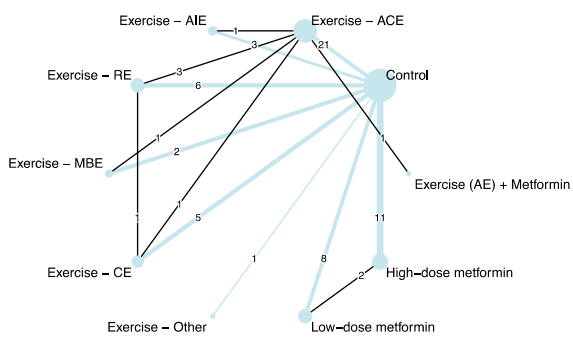 Exercise – AIE
Exercise – ACE
1
3
21
Exercise – RE
3
6
Control
1
2
1
Exercise – MBE
Exercise (AE) + Metformin
1
1
5
11
1
8
2
Exercise – CE
High–dose metformin
Exercise – Other
Low–dose metformin